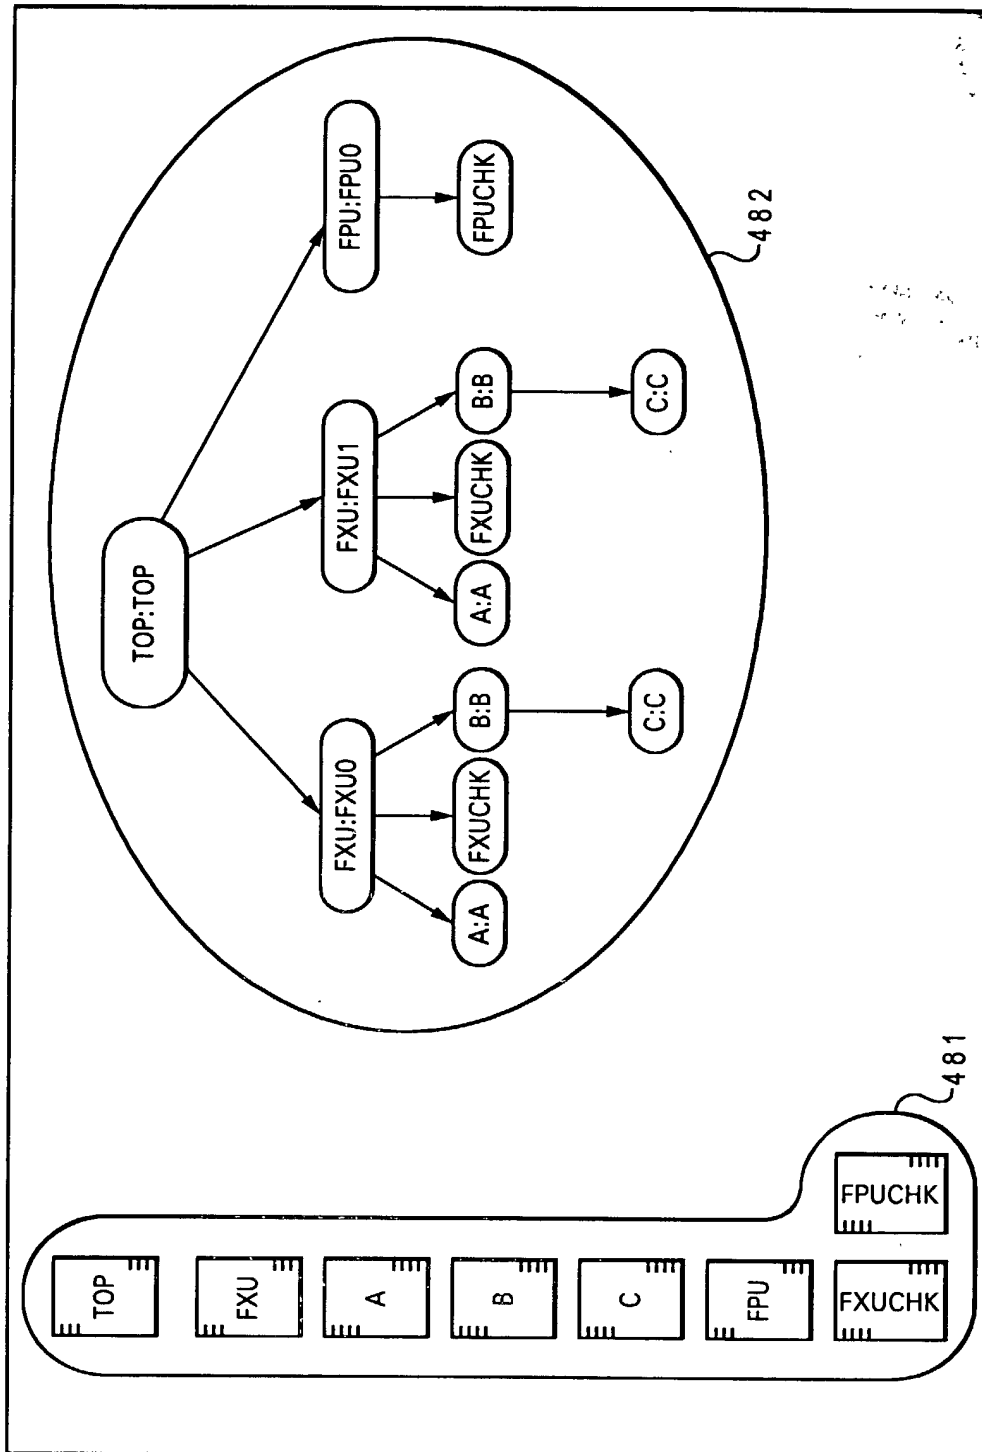 TOP
FXU
A
B
C
FPU
FXUCHK
FPUCHK
481
TOP:TOP
FXU:FXU0
FXU:FXU1
FPU:FPU0
A:A
FXUCHK
B:B
A:A
FXUCHK
B:B
FPUCHK
C:C
C:C
482